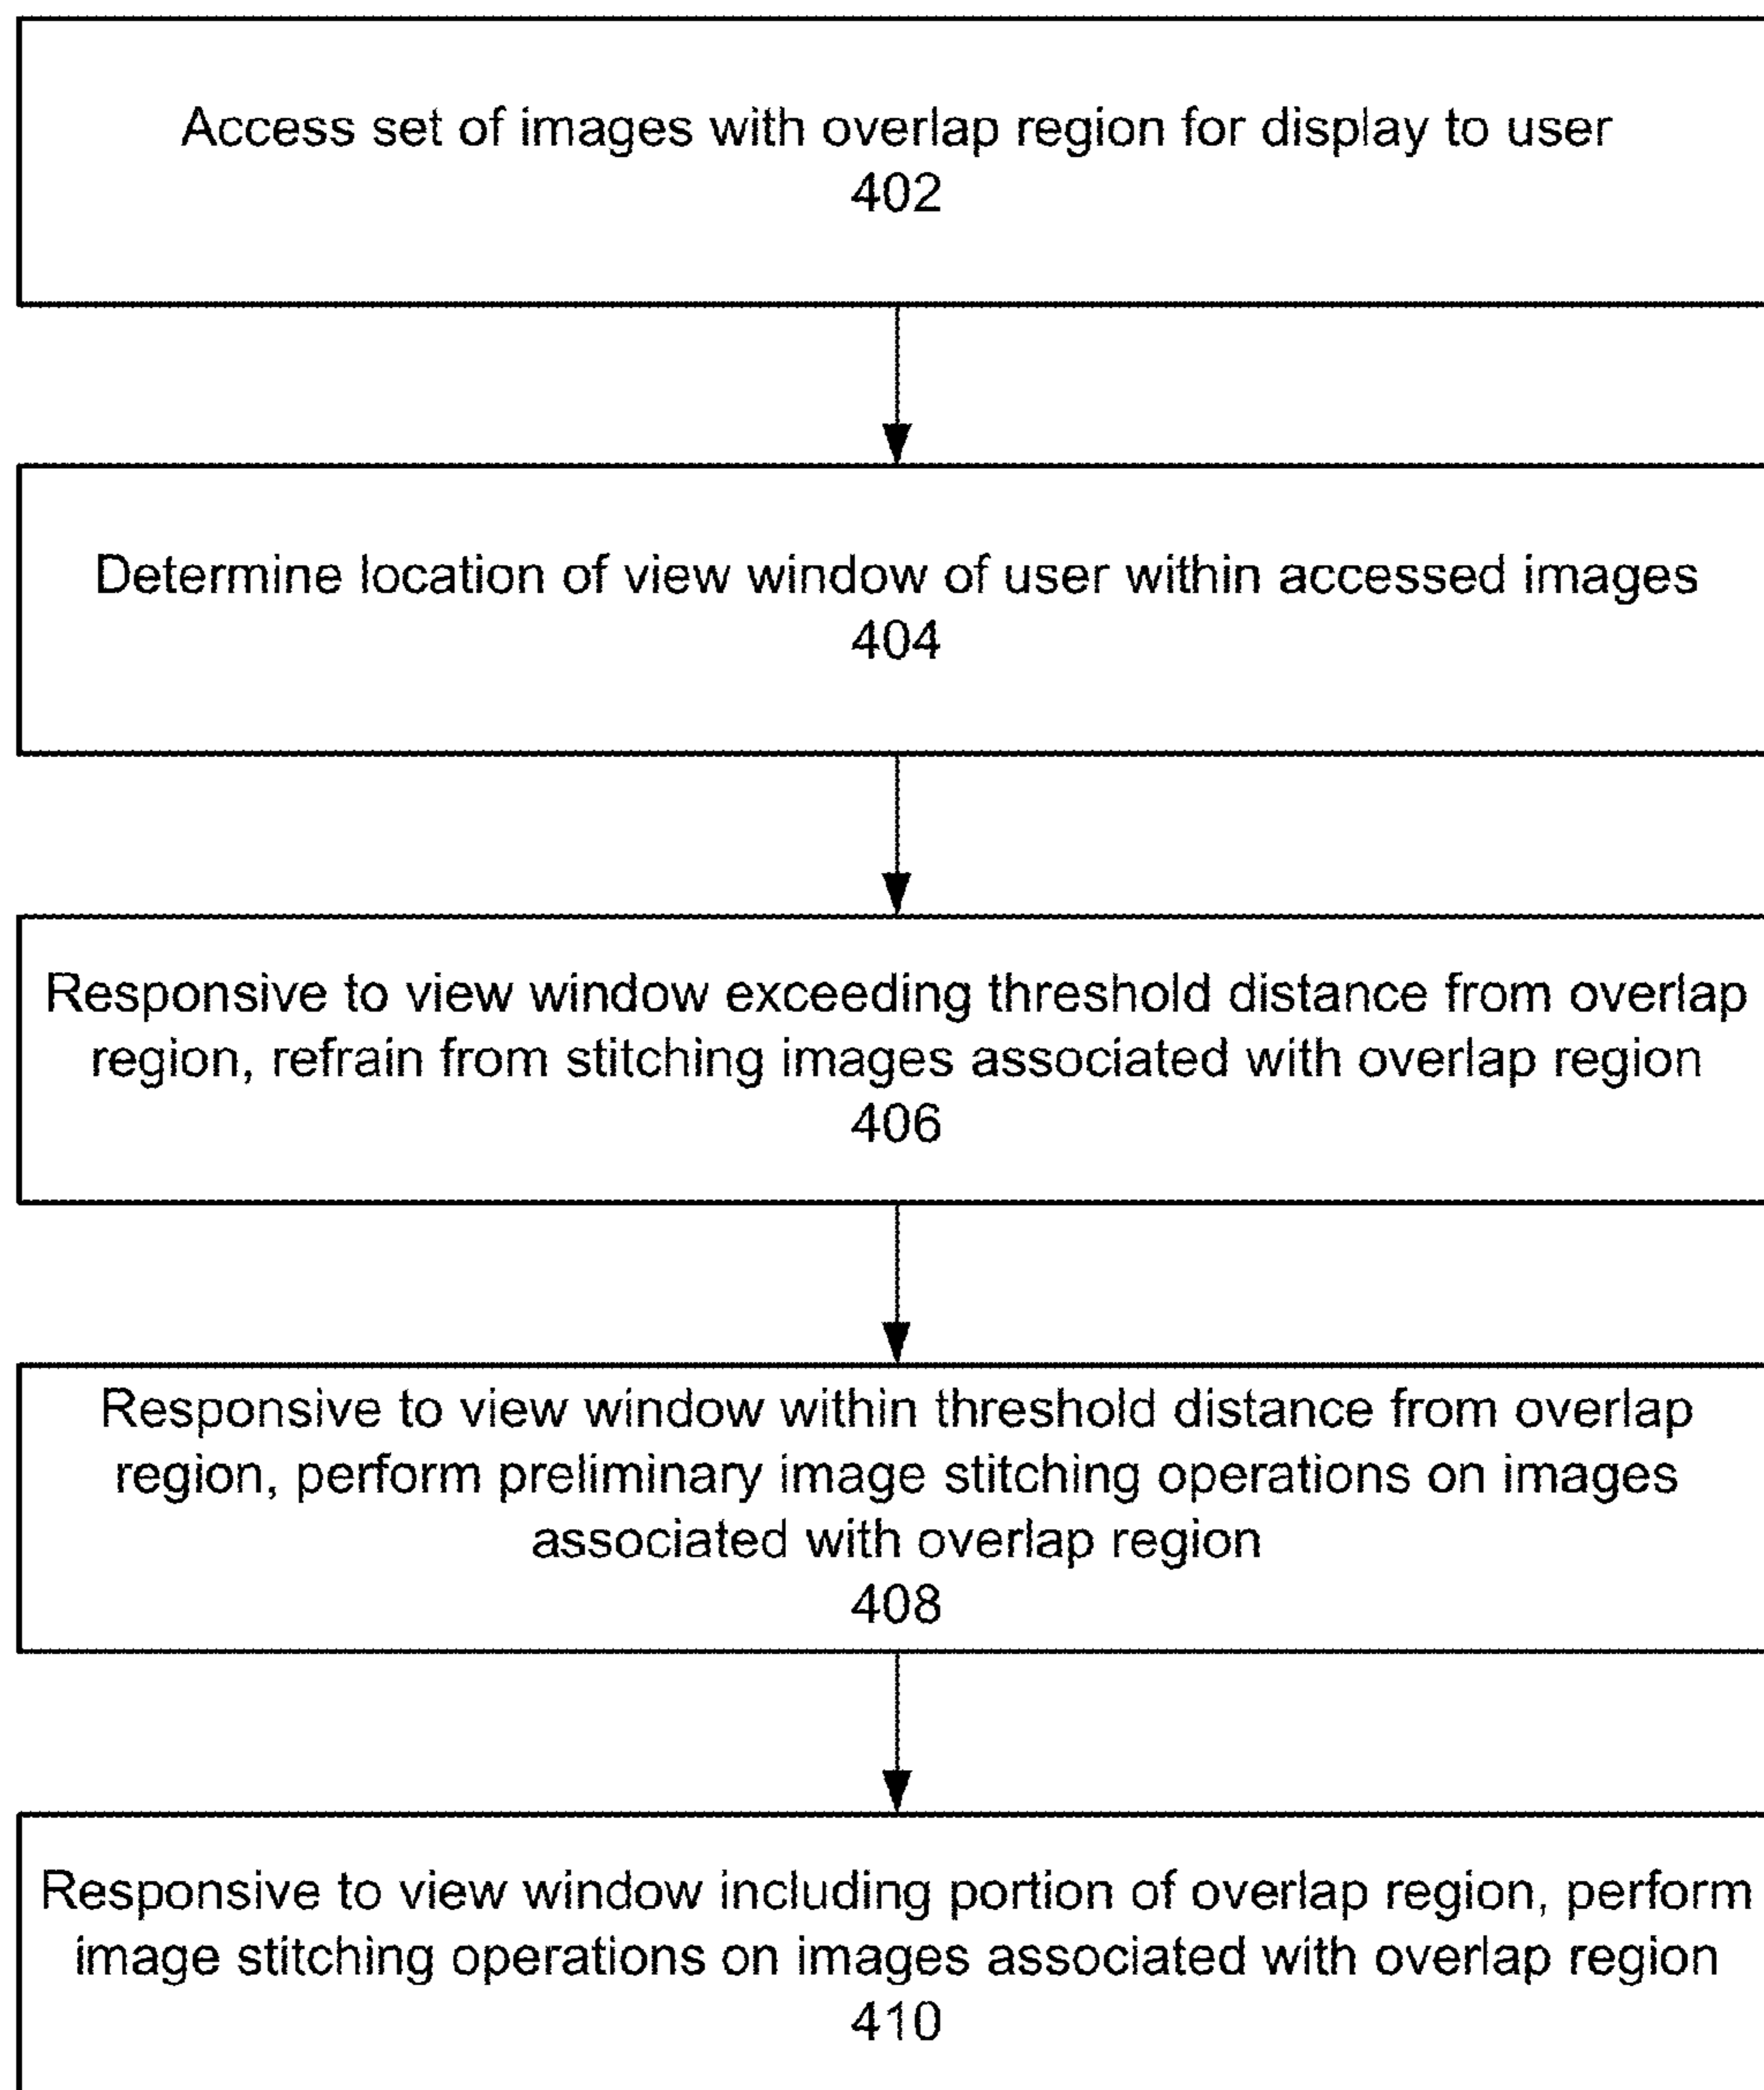 Access set of images with overlap region for display to user
402
Determine location of view window of user within accessed images
404
Responsive to view window exceeding threshold distance from overlap
region, refrain from stitching images associated with overlap region
406
Responsive to view window within threshold distance from overlap
region, perform preliminary image stitching operations on images
associated with overlap region
408
Responsive to view window including portion of overlap region, perform
image stitching operations on images associated with overlap region
410